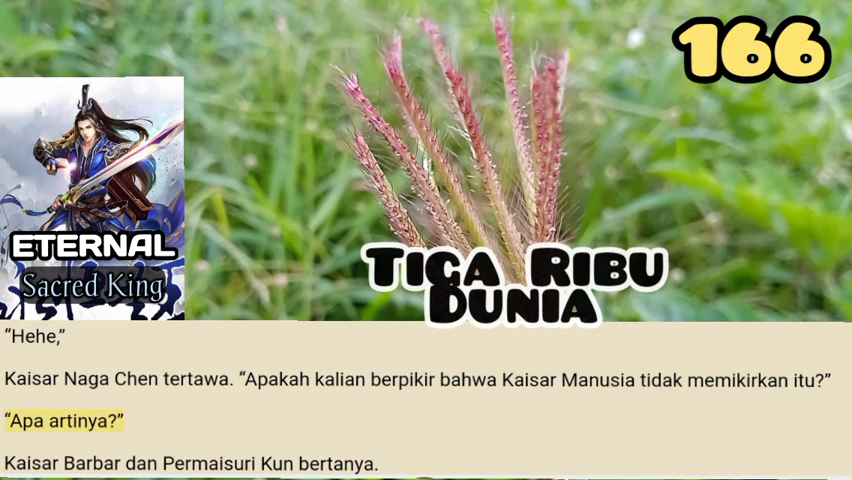 166
ETERNAL
Sacred King
TIGA RIBU
DUNIA
“Hehe,”
Kaisar Naga Chen tertawa. “Apakah kalian berpikir bahwa Kaisar Manusia tidak memikirkan itu?”
“Apa artinya?”
Kaisar Barbar dan Permaisuri Kun bertanya.